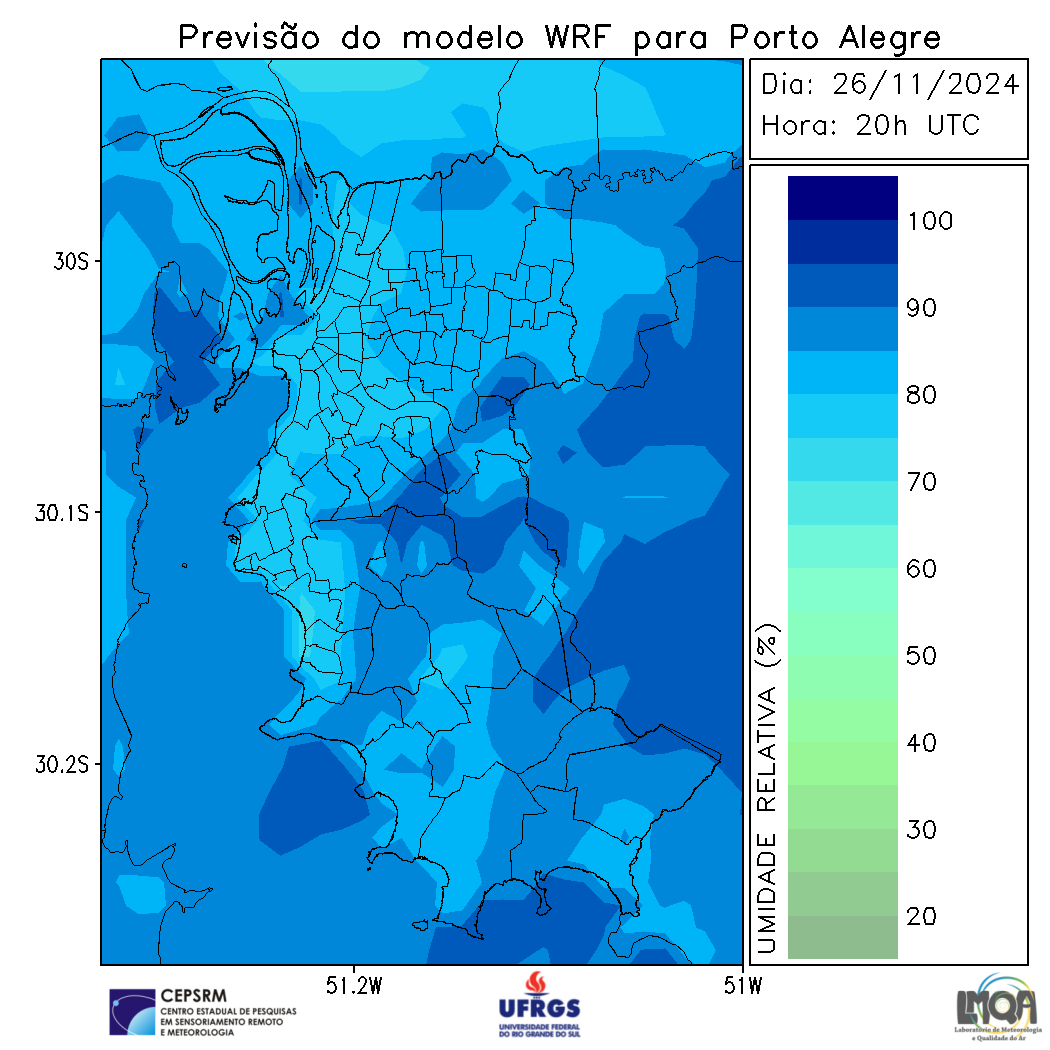 Previsão do modelo WRF para Porto Alegre
Dia: 26/11/2024
Hora: 20h UTC
30S
30.1S
30.2S
51.2W
51W
100
90
80
70
60
50
40
30
20
UMIDADE RELATIVA (%)
CEPSRM
CENTRO ESTADUAL DE PESQUISAS
EM SENSORIAMENTO REMOTO
E METEOROLOGIA
UFRGS
UNIVERSIDADE FEDERAL
DO RIO GRANDE DO SUL
LMQA
Laboratório de Meteorologia
e Qualidade do Ar